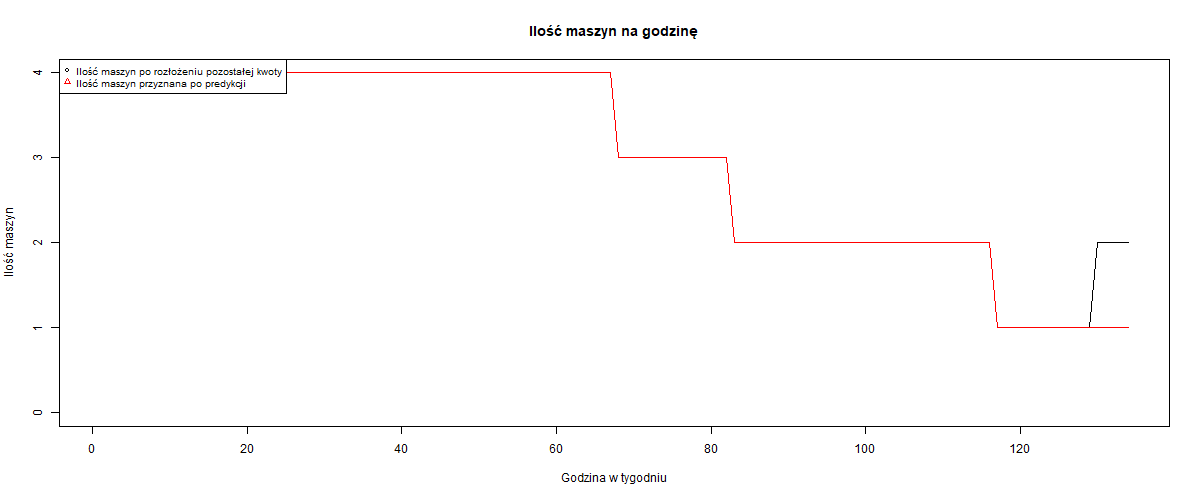 Ilość maszyn na godzinę
Ilość maszyn po rozłożeniu pozostałej kwoty
Ilość maszyn przyznana po predykcji
4
3
2
1
0
Ilość maszyn
0 20 40 60 80 100 120
Godzina w tygodniu